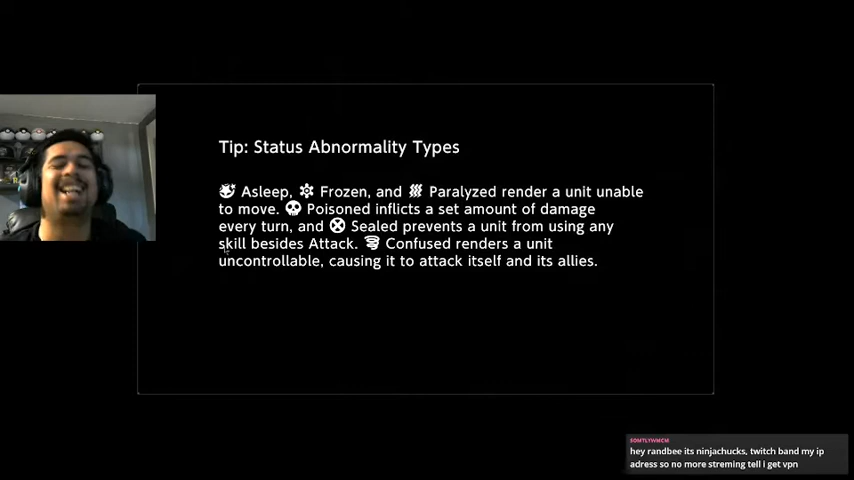 Tip: Status Abnormality Types
Asleep, Frozen, and Paralyzed render a unit unable
to move. Poisoned inflicts a set amount of damage
every turn, and Sealed prevents a unit from using any
skill besides Attack. Confused renders a unit
uncontrollable, causing it to attack itself and its allies.
SOMTLYWMCM
hey randbee its ninjachucks, twitch band my ip
adress so no more streming tell i get vpn